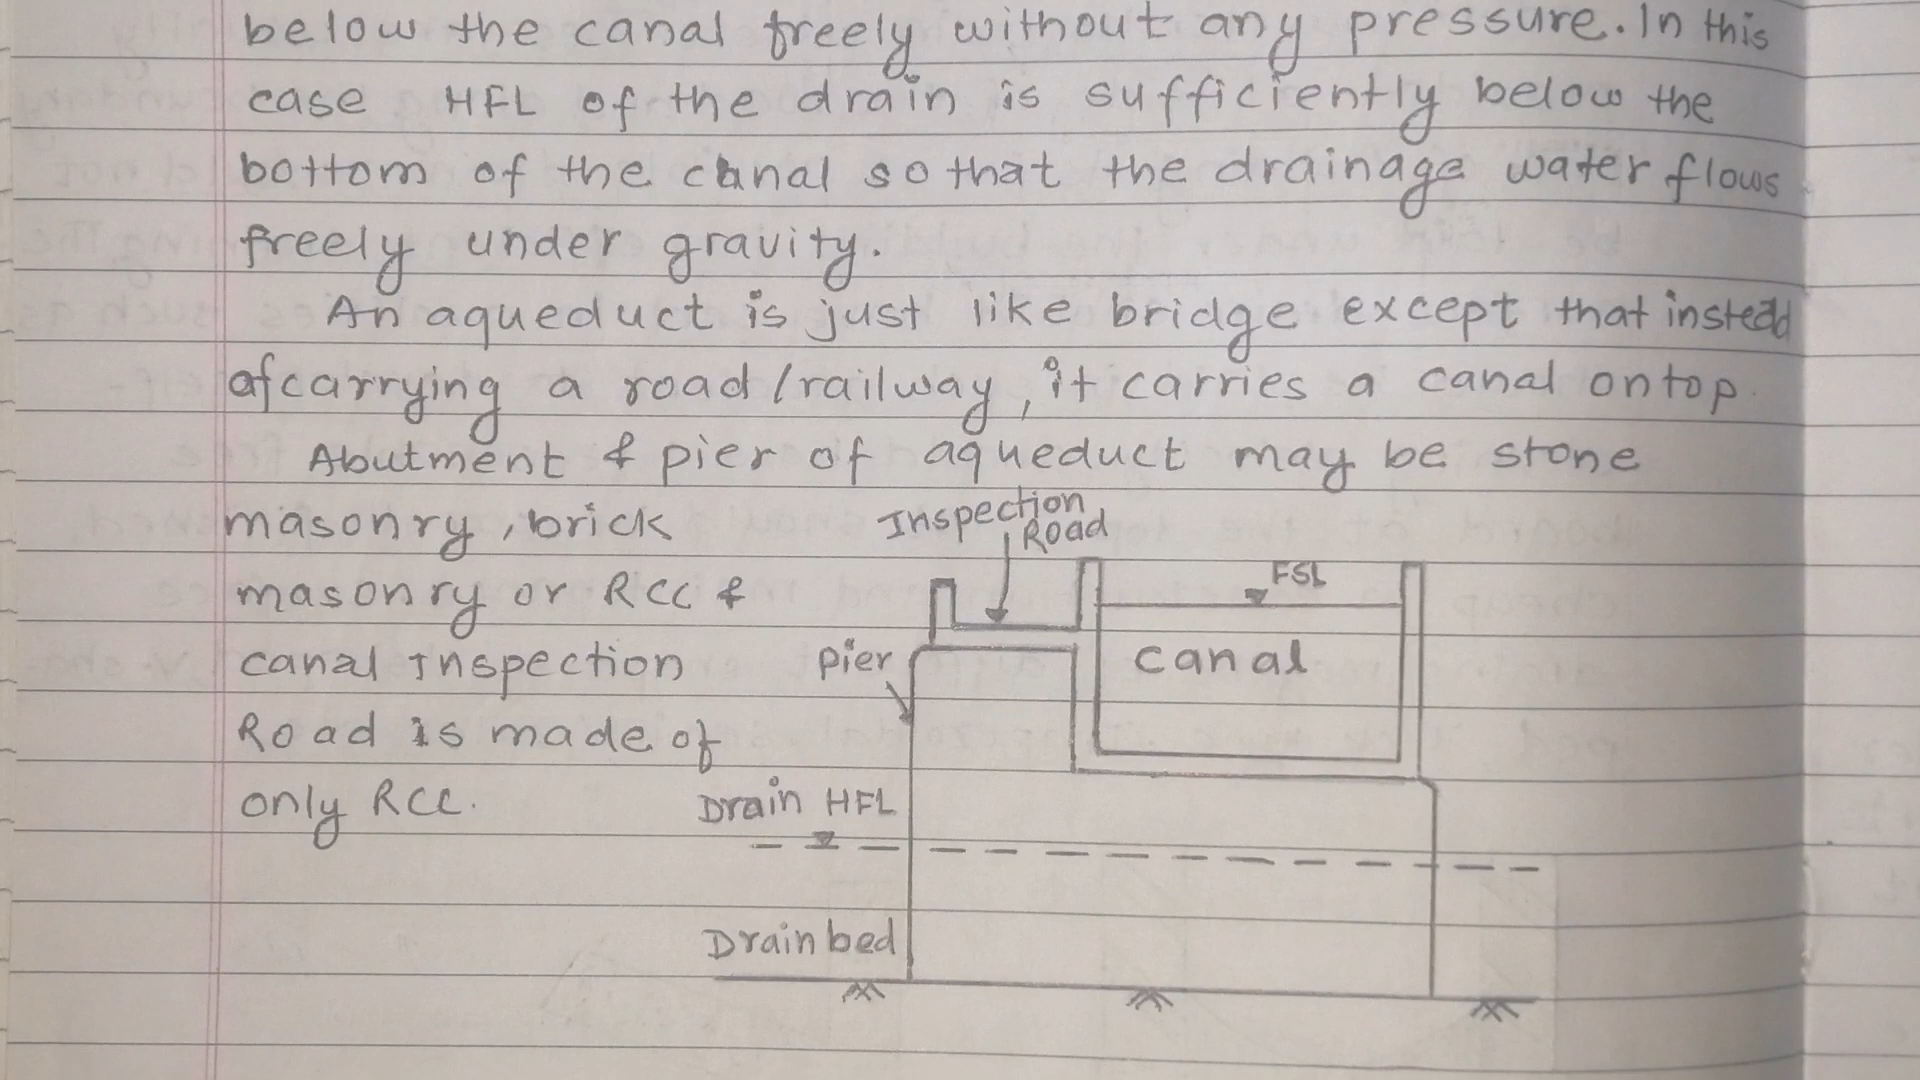 below the canal freely without any pressure. In this
case HFL of the drain is sufficiently below the
bottom of the canal so that the drainage water flows
freely under gravity.
An aqueduct is just like bridge except that instead
of carrying a road/railway, it carries a canal on top.
Abutment & pier of aqueduct may be stone
masonry, brick
masonry or RCC &
canal Inspection
Road is made of
only RCC.
Inspection
Road
FSL
Pier
canal
Drain HFL
Drain bed